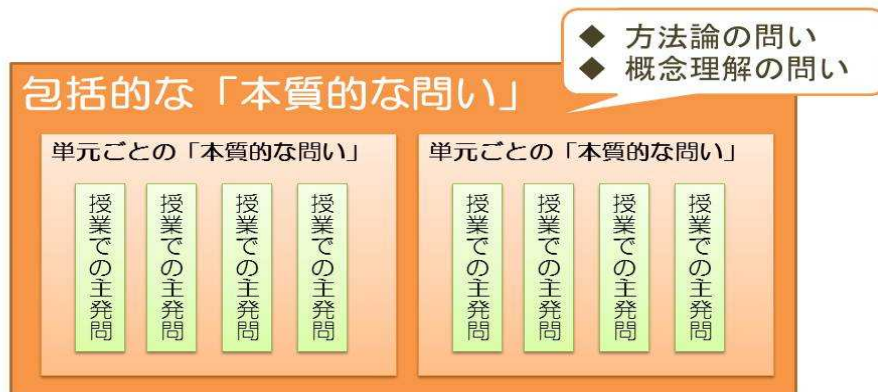 ◆ 方法論の問い
◆ 概念理解の問い
包括的な「本質的な問い」
単元ごとの「本質的な問い」
授業での主発問
授業での主発問
授業での主発問
授業での主発問
単元ごとの「本質的な問い」
授業での主発問
授業での主発問
授業での主発問
授業での主発問